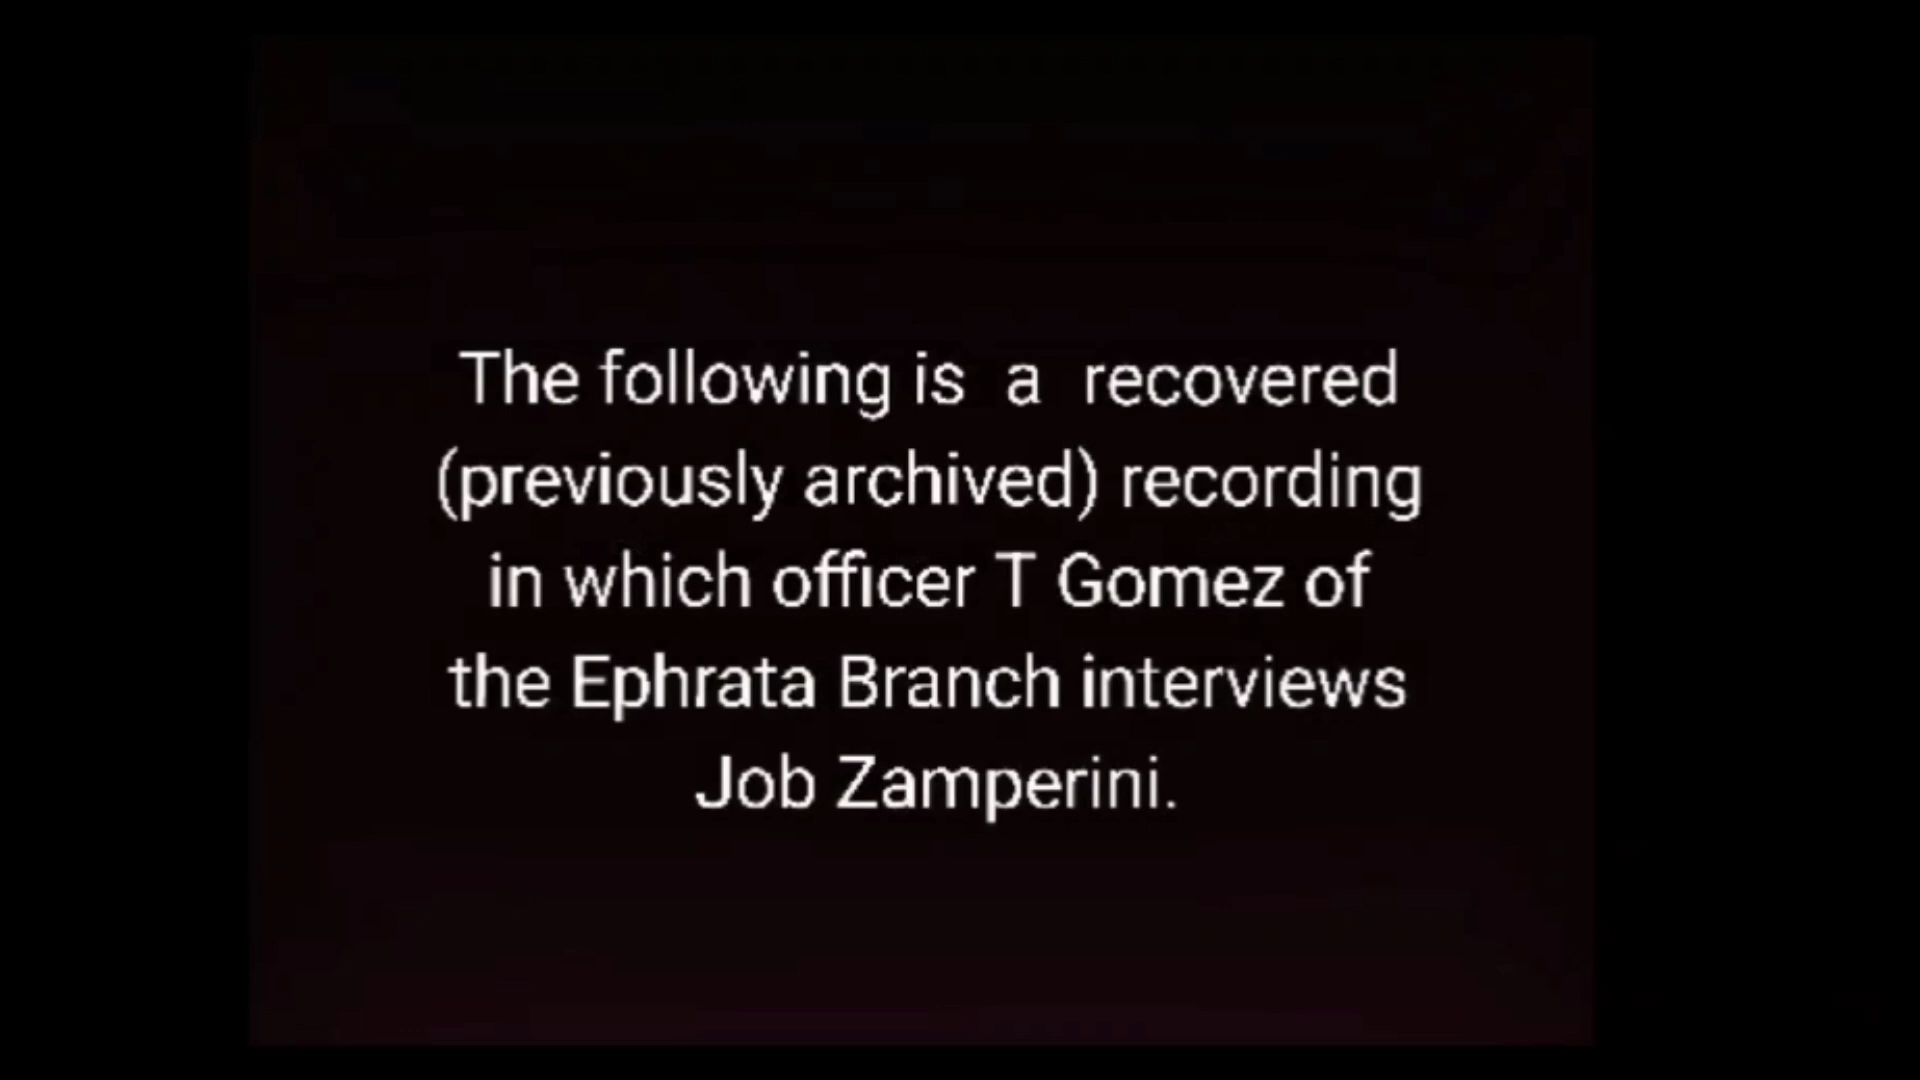 The following is a recovered
(previously archived) recording
in which officer T Gomez of
the Ephrata Branch interviews
Job Zamperini.